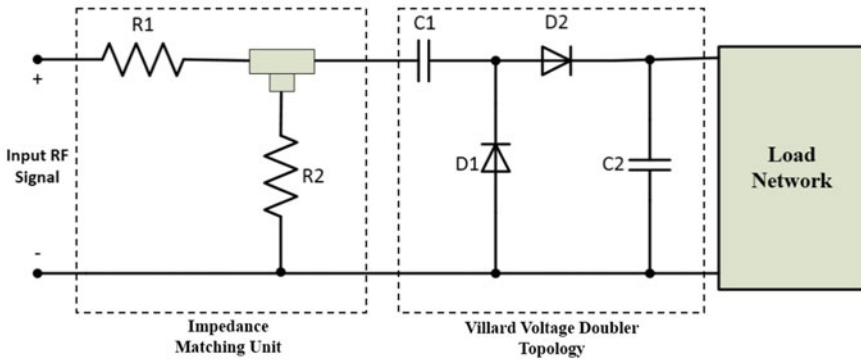 R1
C1
D2
+
Input RF
Signal
R2
D1
C2
Load
Network
-
Impedance
Matching Unit
Villard Voltage Doubler
Topology